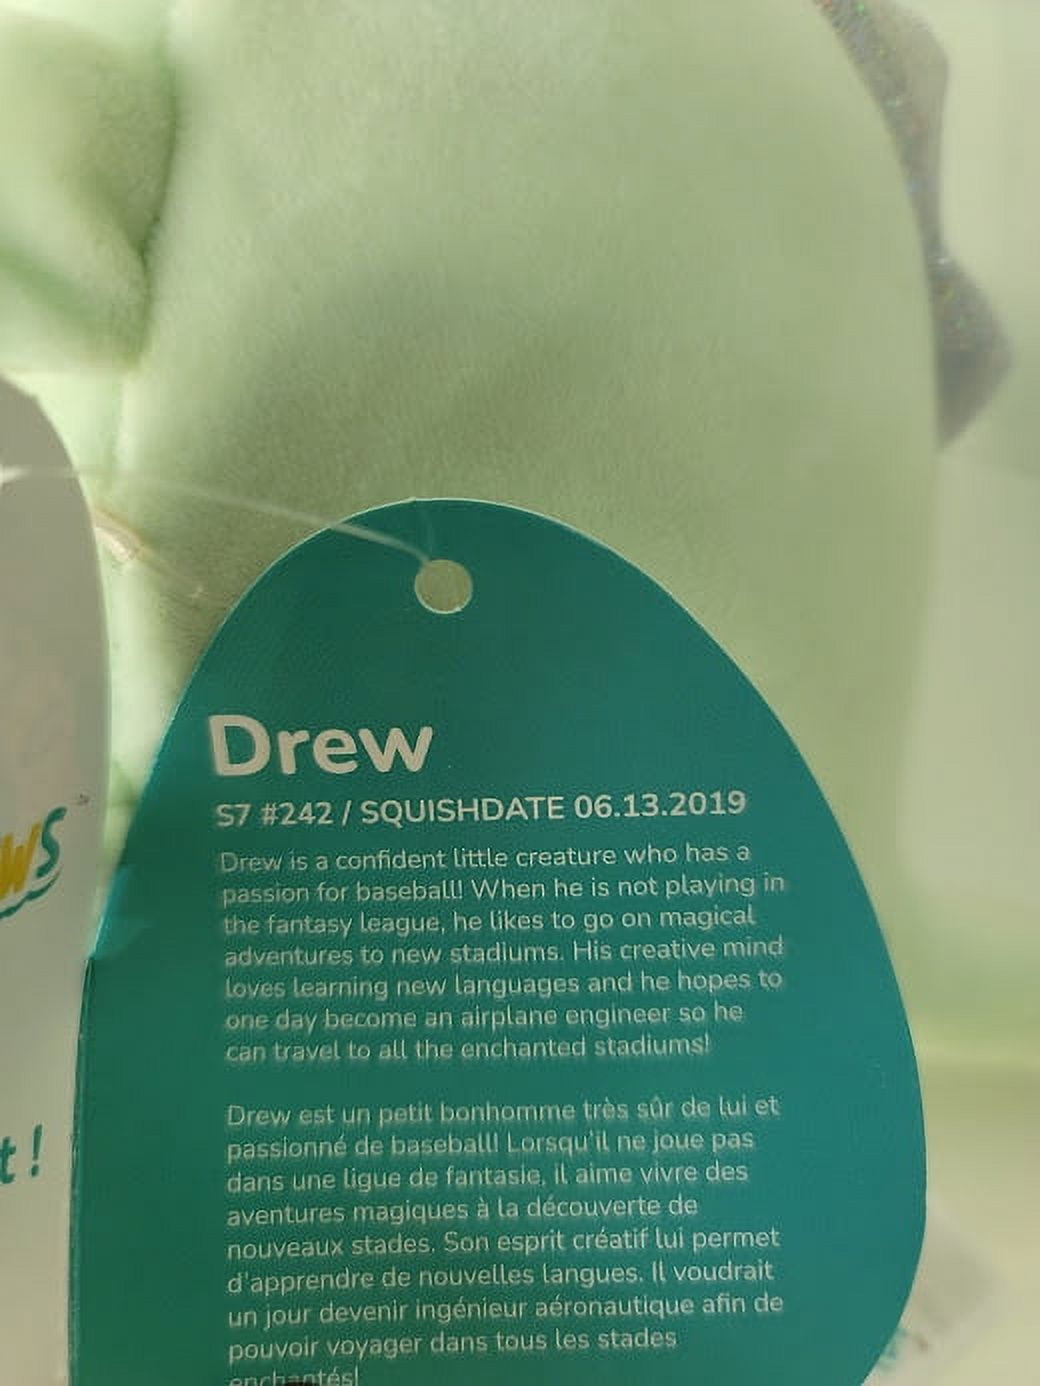 Drew
S7 #242 / SQUISHDATE 06.13.2019
Drew is a confident little creature who has a
passion for baseball! When he is not playing in
the fantasy league, he likes to go on magical
adventures to new stadiums. His creative mind
loves learning new languages and he hopes to
one day become an airplane engineer so he
can travel to all the enchanted stadiums!
Drew est un petit bonhomme très sûr de lui et
passionné de baseball! Lorsqu'il ne joue pas
dans une ligue de fantasie, il aime vivre des
aventures magiques à la découverte de
nouveaux stades. Son esprit créatif lui permet
d'apprendre de nouvelles langues. Il voudrait
un jour devenir ingénieur aéronautique afin de
pouvoir voyager dans tous les stades
enchantés!
ws
t !